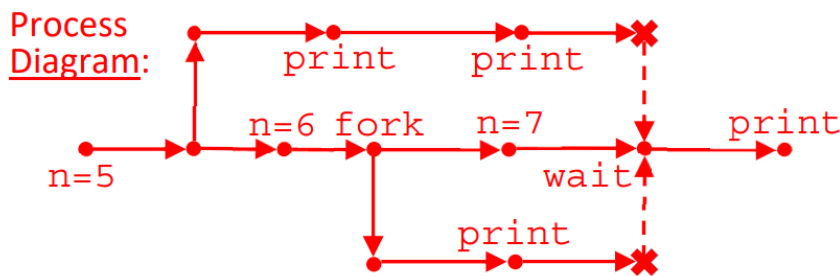 Process
Diagram:
print print
n=6 fork n=7 print
n=5 wait
print